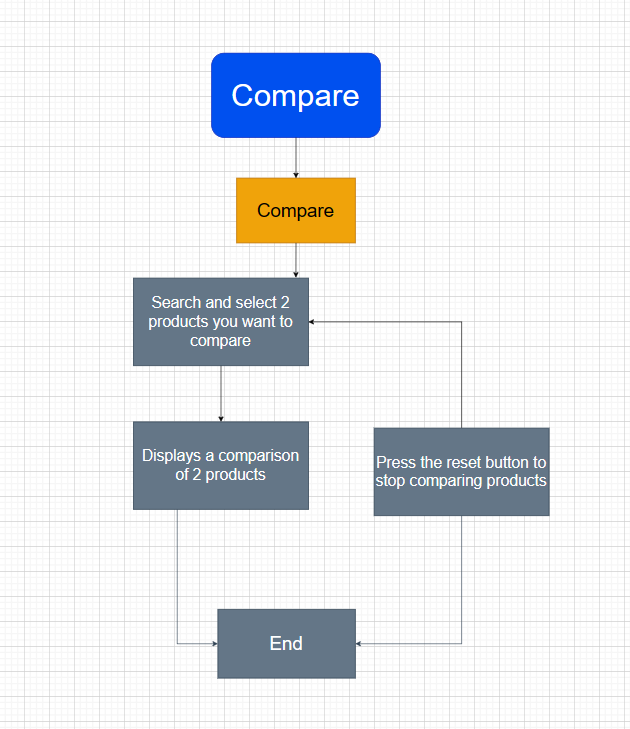 Compare
Compare
Search and select 2
products you want to
compare
Displays a comparison
of 2 products
Press the reset button to
stop comparing products
End